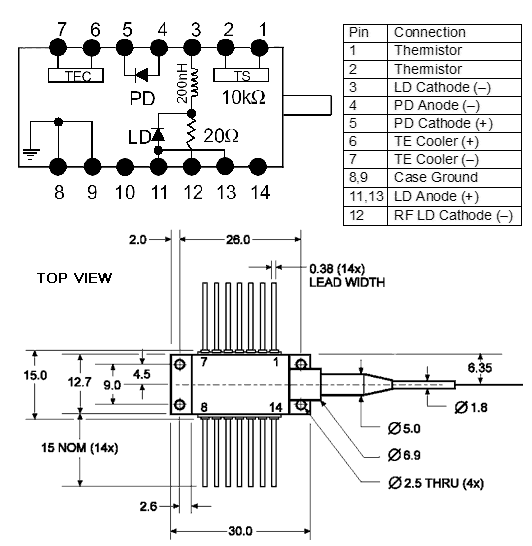 7 6 5 4 3 2 1
TEC
PD
200nH
TS
10kΩ
LD
20Ω
8 9 10 11 12 13 14
Pin Connection
1 Thermistor
2 Thermistor
3 LD Cathode (–)
4 PD Anode (–)
5 PD Cathode (+)
6 TE Cooler (+)
7 TE Cooler (–)
8,9 Case Ground
11,13 LD Anode (+)
12 RF LD Cathode (–)
2.0
26.0
TOP VIEW
0.38 (14x)
LEAD WIDTH
7 1
15.0
12.7
9.0
4.5
6.35
8 14
Ø 1.8
Ø 5.0
15 NOM (14x)
Ø 6.9
Ø 2.5 THRU (4x)
2.6
30.0